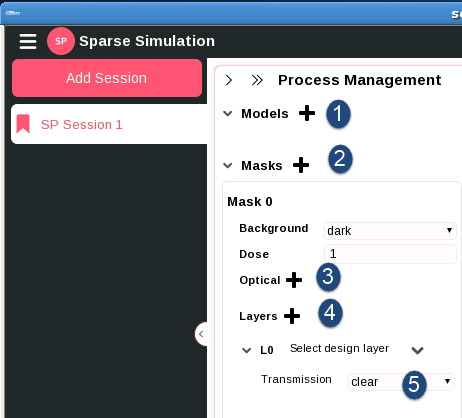 SP Sparse Simulation
Add Session
SP Session 1
Process Management
Models 1
Masks 2
Mask 0
Background dark
Dose 1
Optical 3
Layers 4
L0 Select design layer
Transmission clear 5